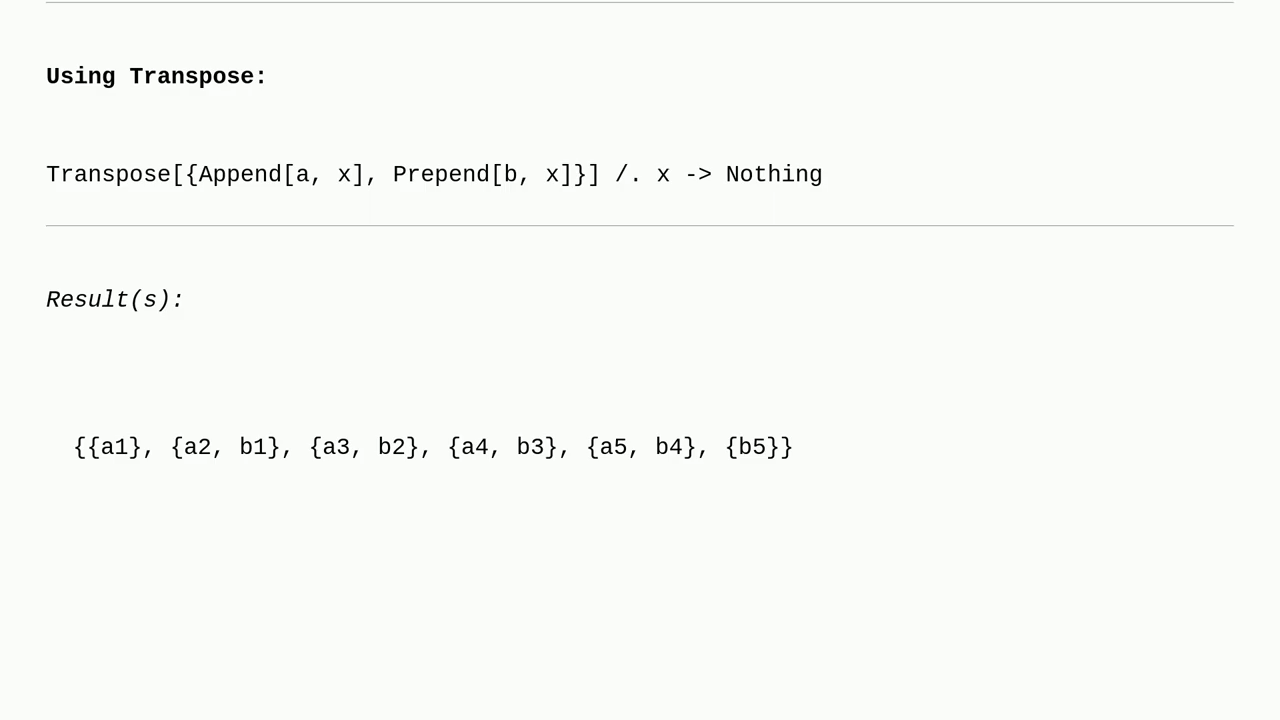 Using Transpose:
Transpose[{Append[a, x], Prepend[b, x]}] /. x -> Nothing
Result(s):
{{a1}, {a2, b1}, {a3, b2}, {a4, b3}, {a5, b4}, {b5}}